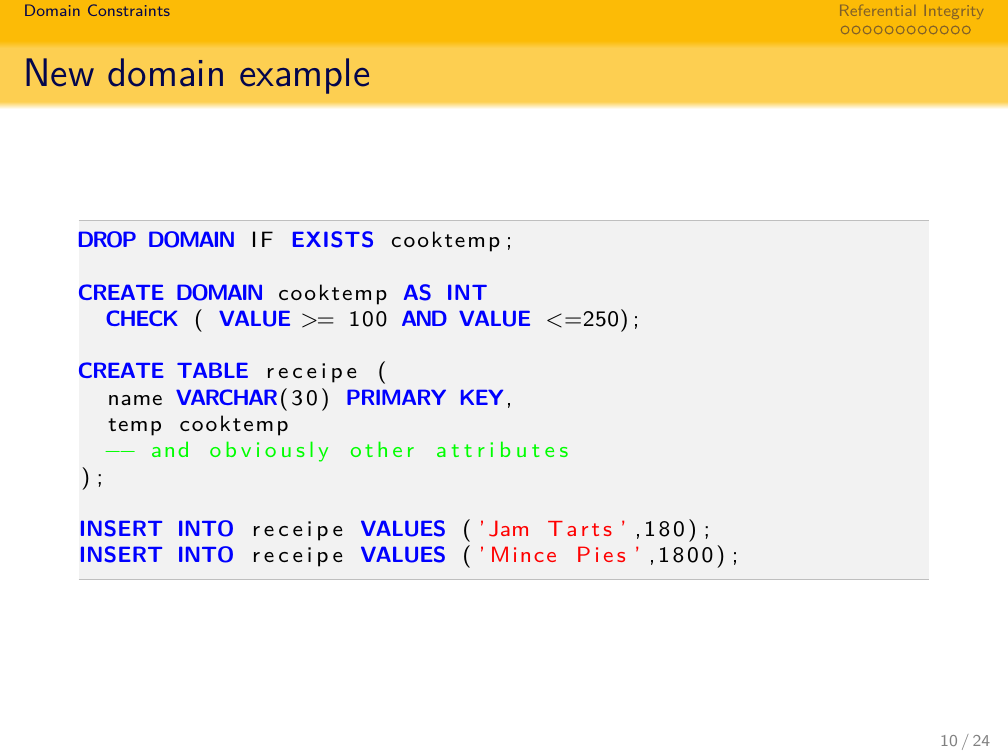 Domain Constraints
Referential Integrity
New domain example
DROP DOMAIN IF EXISTS cooktemp;
CREATE DOMAIN cooktemp AS INT
CHECK ( VALUE >= 100 AND VALUE <=250);
CREATE TABLE receipe (
name VARCHAR(30) PRIMARY KEY,
temp cooktemp
-- and obviously other attributes
);
INSERT INTO receipe VALUES ('Jam Tarts',180);
INSERT INTO receipe VALUES ('Mince Pies',1800);
10 / 24